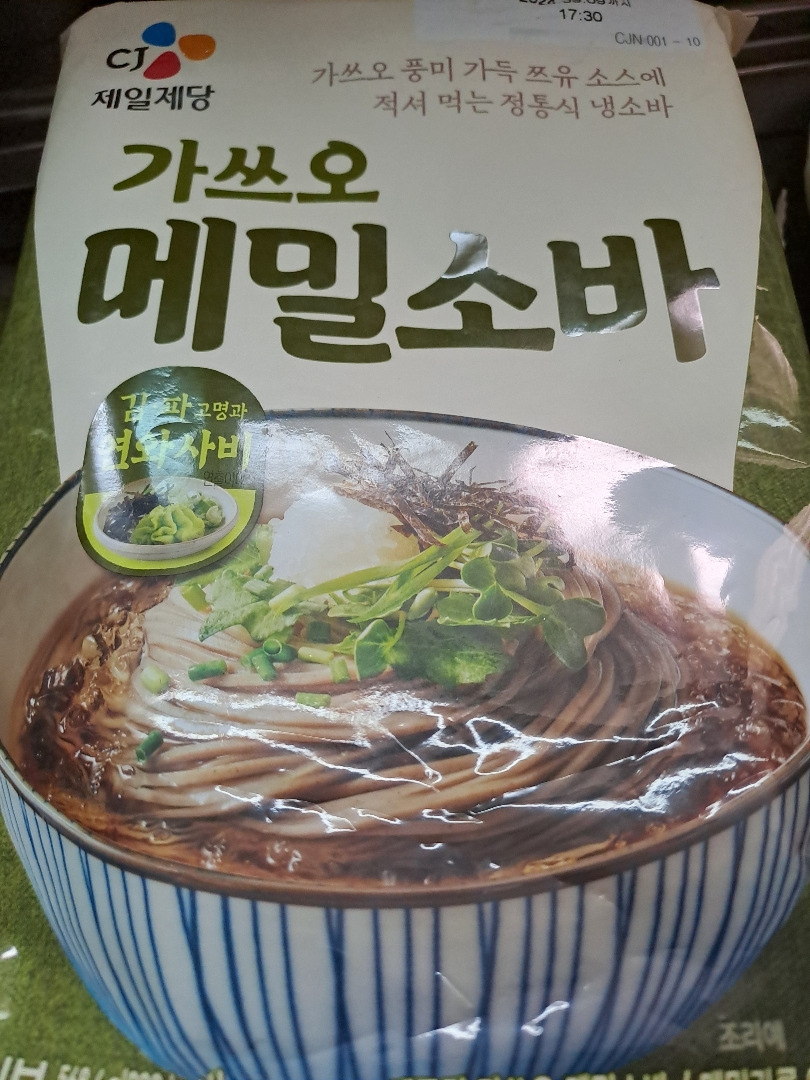 17:30
CJN 001 - 10
CJ
제일제당
가쓰오 풍미 가득 쯔유 소스에
적셔 먹는 정통식 냉소바
가쓰오
메밀소바
김 파 고명과
조리예